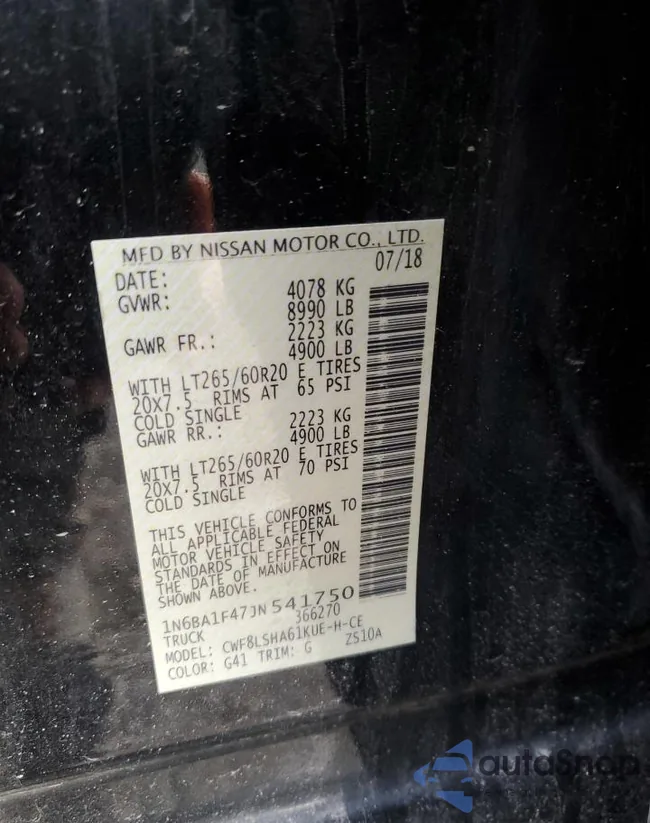 MFD BY NISSAN MOTOR CO., LTD.
DATE: 07/18
GVWR: 4078 KG
8990 LB
GAWR FR.: 2223 KG
4900 LB
WITH LT265/60R20 E TIRES
20X7.5 RIMS AT 65 PSI
COLD SINGLE
GAWR RR.: 2223 KG
4900 LB
WITH LT265/60R20 E TIRES
20X7.5 RIMS AT 70 PSI
COLD SINGLE
THIS VEHICLE CONFORMS TO
ALL APPLICABLE FEDERAL
MOTOR VEHICLE SAFETY
STANDARDS IN EFFECT ON
THE DATE OF MANUFACTURE
SHOWN ABOVE.
1N6BA1F47JN541750
TRUCK 366270
MODEL: CWF8LSHA61KUE-H-CE
COLOR: G41 TRIM: G ZS10A
autoSnap